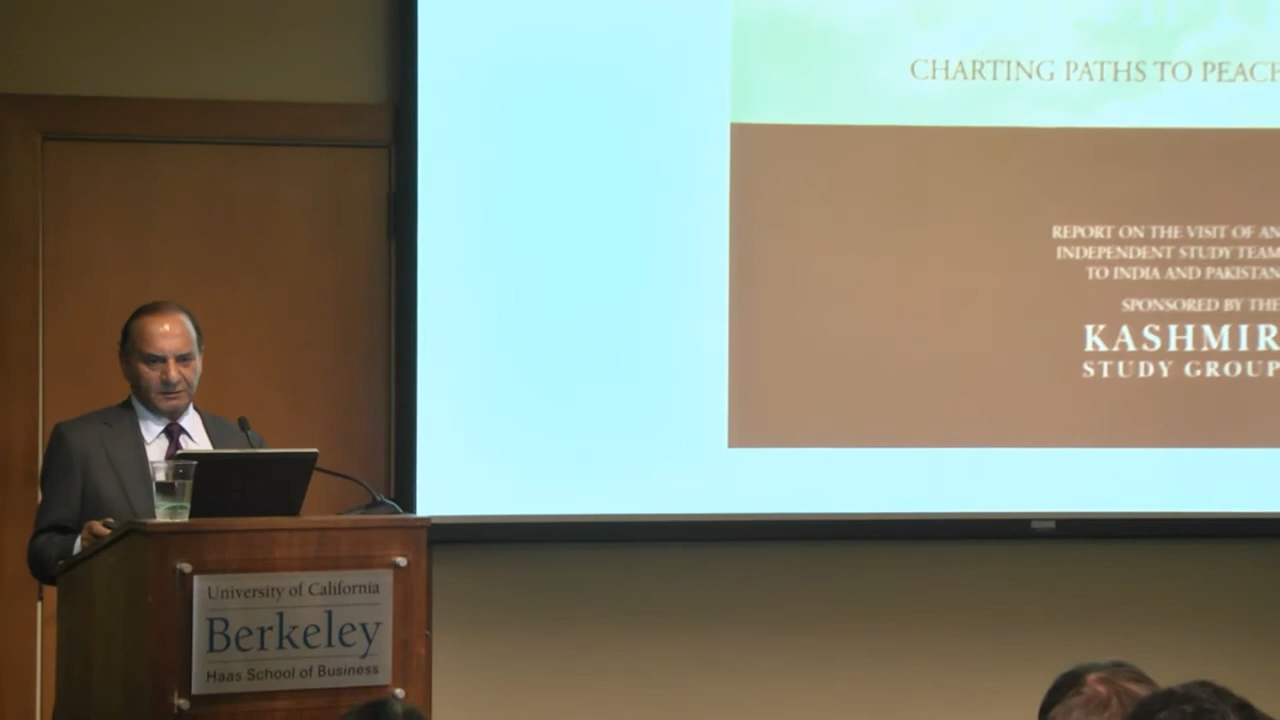 CHARTING PATHS TO PEACE
REPORT ON THE VISIT OF AN
INDEPENDENT STUDY TEAM
TO INDIA AND PAKISTAN
SPONSORED BY THE
KASHMIR
STUDY GROUP
University of California
Berkeley
Haas School of Business